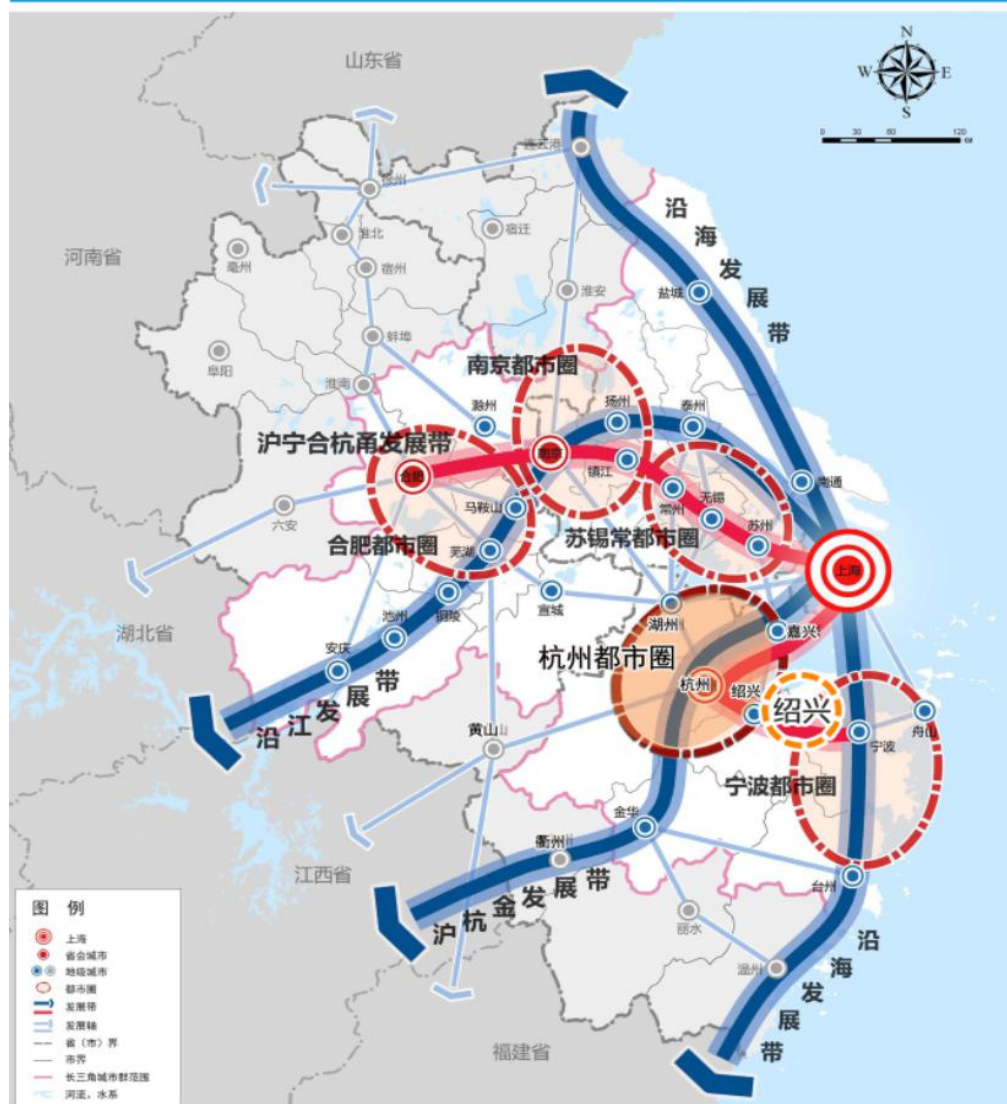 山东省
N
W
E
S
0 30 60 120
连云港
徐州
河南省
宿迁
淮北
亳州
宿州
沿海发展带
淮安
盐城
蚌埠
阜阳
淮南
南京都市圈
滁州
扬州
泰州
沪宁合杭甬发展带
合肥
南京
镇江
南通
常州
无锡
六安
马鞍山
合肥都市圈
苏锡常都市圈
苏州
芜湖
上海
宣城
铜陵
湖州
湖北省
池州
嘉兴
安庆
杭州都市圈
杭州
绍兴
绍兴
舟山
沿江发展带
黄山
宁波
宁波都市圈
金华
衢州
江西省
台州
沪杭金发展带
丽水
温州
沿海发展带
福建省
图 例
上海
省会城市
地级城市
都市圈
发展带
发展轴
省（市）界
市界
长三角城市群范围
河流、水系